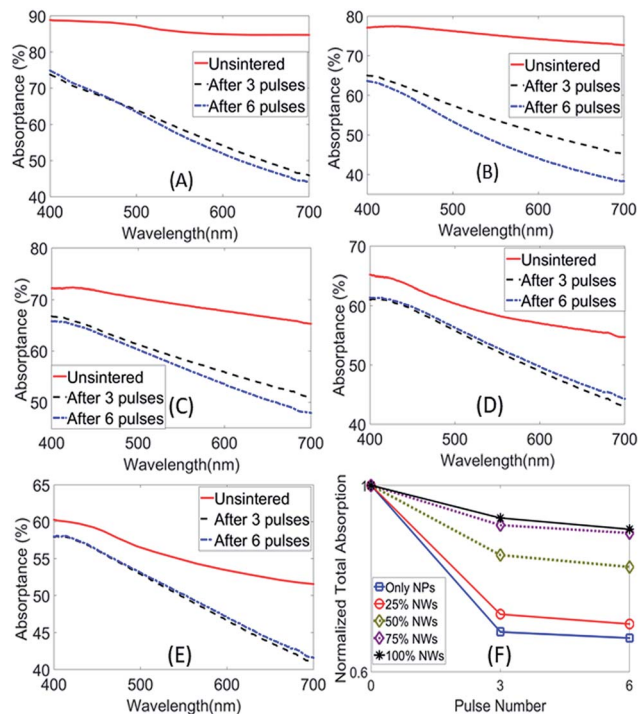 90
80
70
60
50
40
Absorptance (%)
Unsintered
After 3 pulses
After 6 pulses
(A)
400
500
600
700
Wavelength(nm)
80
70
60
50
40
Absorptance (%)
Unsintered
After 3 pulses
After 6 pulses
(B)
400
500
600
700
Wavelength (nm)
80
70
60
50
Absorptance (%)
Unsintered
After 3 pulses
After 6 pulses
(C)
400
500
600
700
Wavelength(nm)
70
60
50
40
Absorptance (%)
Unsintered
After 3 pulses
After 6 pulses
(D)
400
500
600
700
Wavelength (nm)
65
60
55
50
45
40
Absorptance (%)
Unsintered
After 3 pulses
After 6 pulses
(E)
400
500
600
700
Wavelength (nm)
1
0.6
Normalized Total Absorption
Only NPs
25% NWs
50% NWs
75% NWs
100% NWs
(F)
0
3
6
Pulse Number